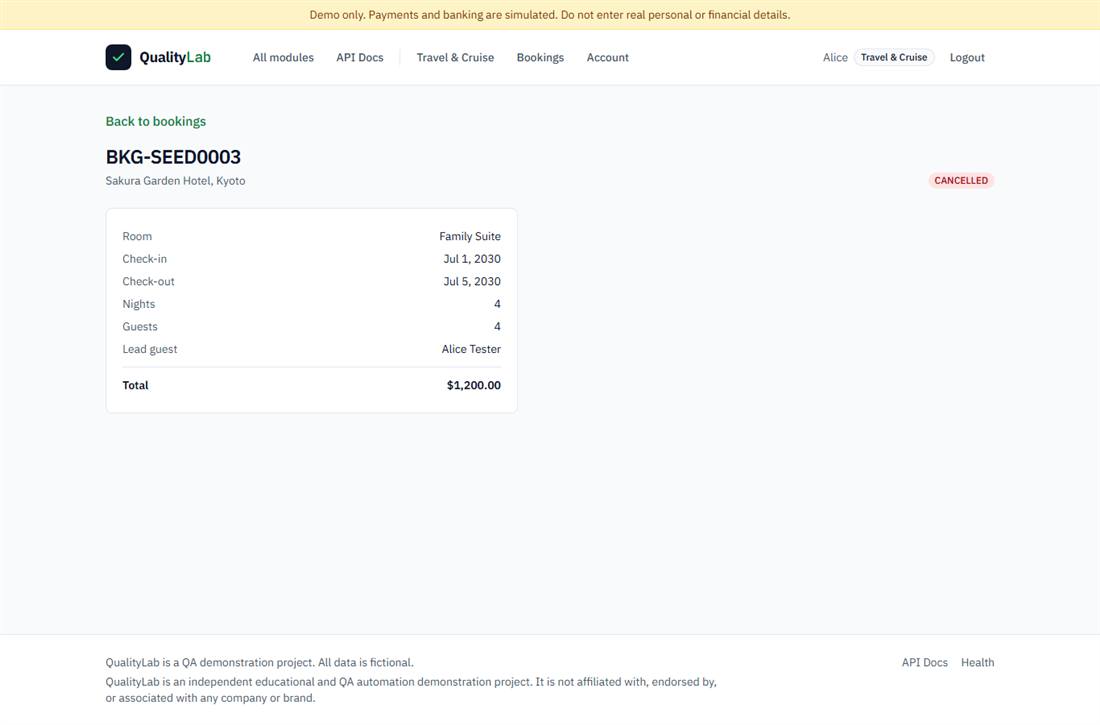 Demo only. Payments and banking are simulated. Do not enter real personal or financial details.
QualityLab All modules API Docs Travel & Cruise Bookings Account Alice Travel & Cruise Logout
Back to bookings
BKG-SEED0003
Sakura Garden Hotel, Kyoto CANCELLED
Room Family Suite
Check-in Jul 1, 2030
Check-out Jul 5, 2030
Nights 4
Guests 4
Lead guest Alice Tester
Total $1,200.00
QualityLab is a QA demonstration project. All data is fictional. API Docs Health
QualityLab is an independent educational and QA automation demonstration project. It is not affiliated with, endorsed by,
or associated with any company or brand.